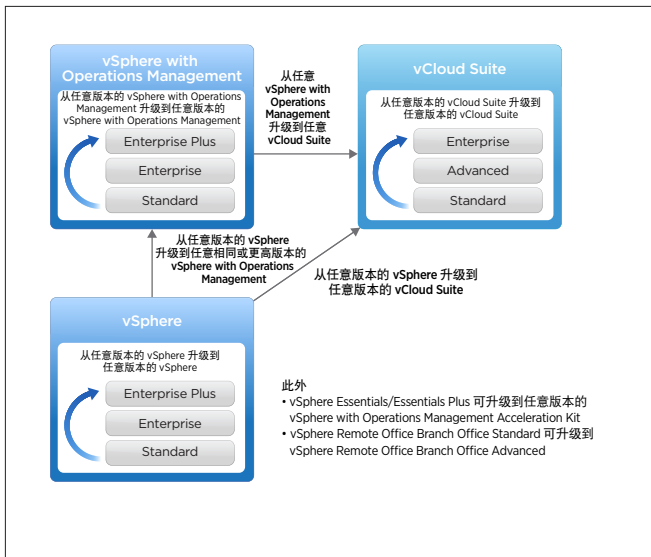 vSphere with
Operations Management
从任意版本的 vSphere with Operations
Management 升级到任意版本的
vSphere with Operations Management
Enterprise Plus
Enterprise
Standard
从任意
vSphere with
Operations
Management
升级到任意
vCloud Suite
vCloud Suite
从任意版本的 vCloud Suite 升级到
任意版本的 vCloud Suite
Enterprise
Advanced
Standard
从任意版本的 vSphere
升级到任意相同或更高版本的
vSphere with Operations
Management
从任意版本的 vSphere 升级到
任意版本的 vCloud Suite
vSphere
从任意版本的 vSphere 升级到
任意版本的 vSphere
Enterprise Plus
Enterprise
Standard
此外
• vSphere Essentials/Essentials Plus 可升级到任意版本的
vSphere with Operations Management Acceleration Kit
• vSphere Remote Office Branch Office Standard 可升级到
vSphere Remote Office Branch Office Advanced